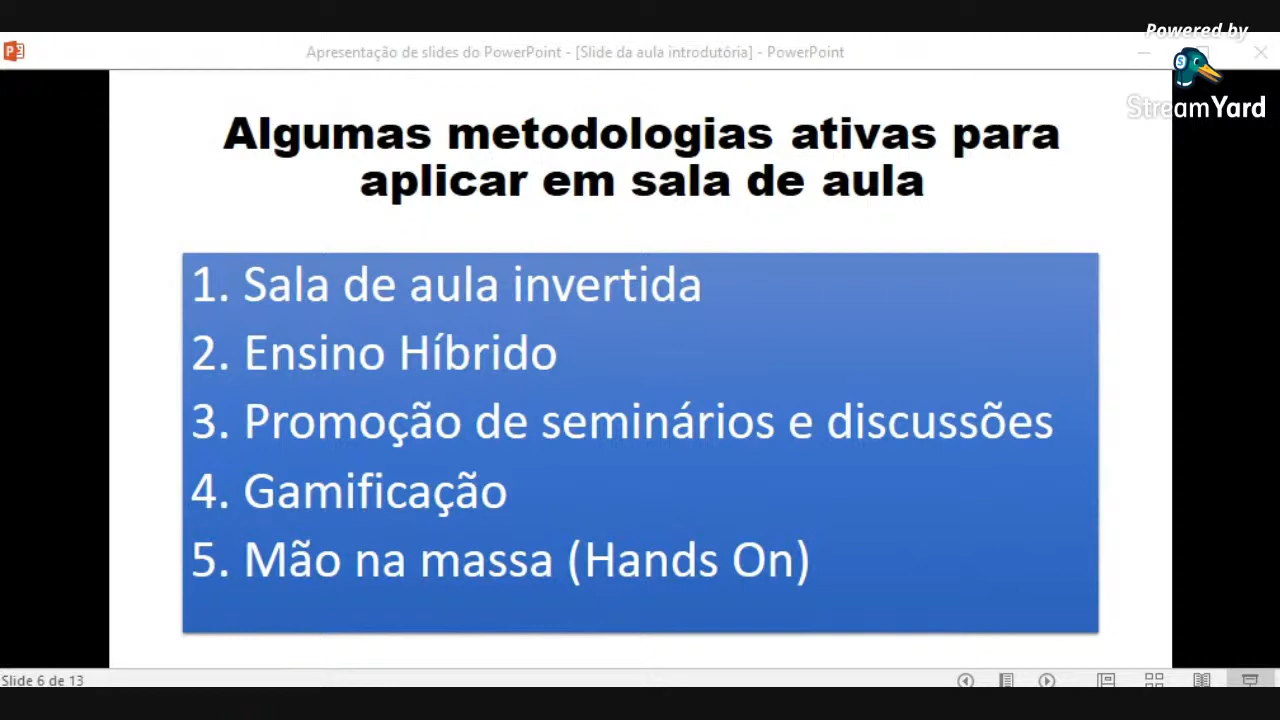 Powered by
Apresentação de slides do PowerPoint - [Slide da aula introdutória] - PowerPoint
StreamYard
Algumas metodologias ativas para
aplicar em sala de aula
1. Sala de aula invertida
2. Ensino Híbrido
3. Promoção de seminários e discussões
4. Gamificação
5. Mão na massa (Hands On)
Slide 6 de 13